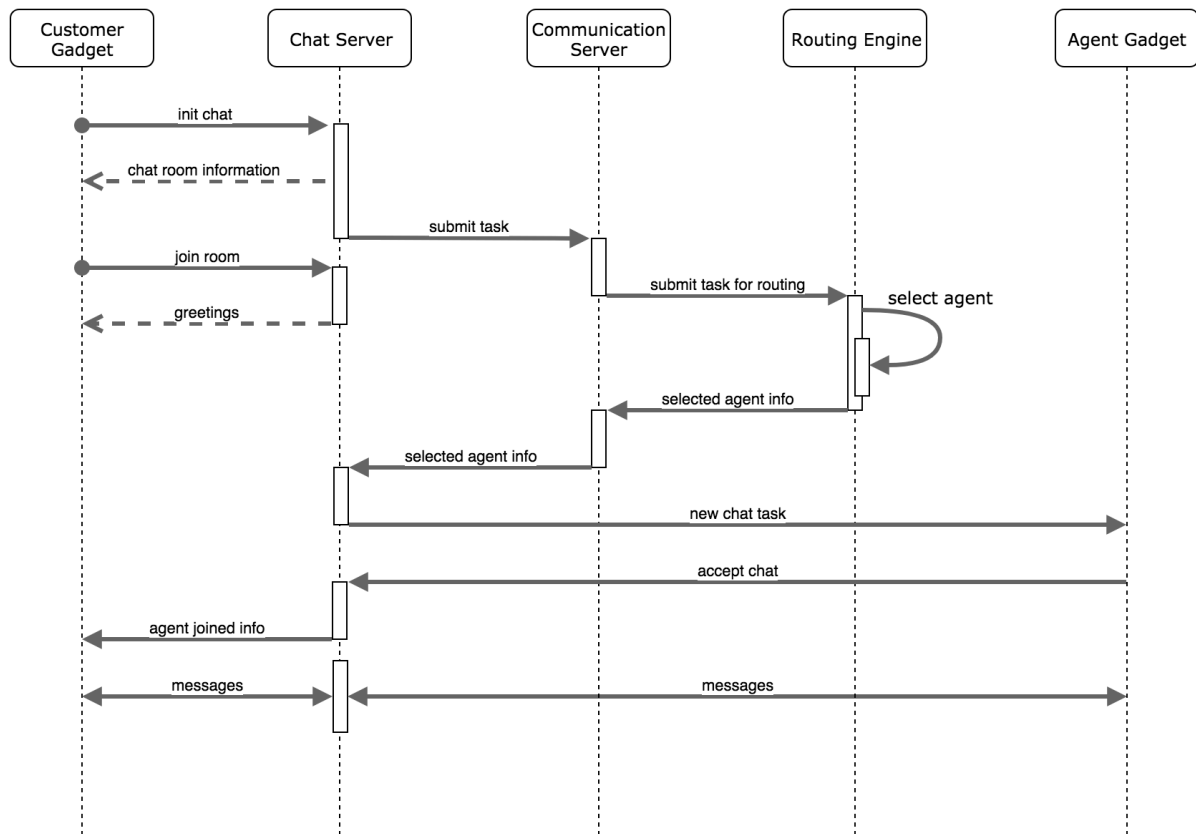 Customer
Gadget
Chat Server
Communication
Server
Routing Engine
Agent Gadget
init chat
chat room information
submit task
join room
submit task for routing
select agent
greetings
selected agent info
selected agent info
new chat task
accept chat
agent joined info
messages
messages